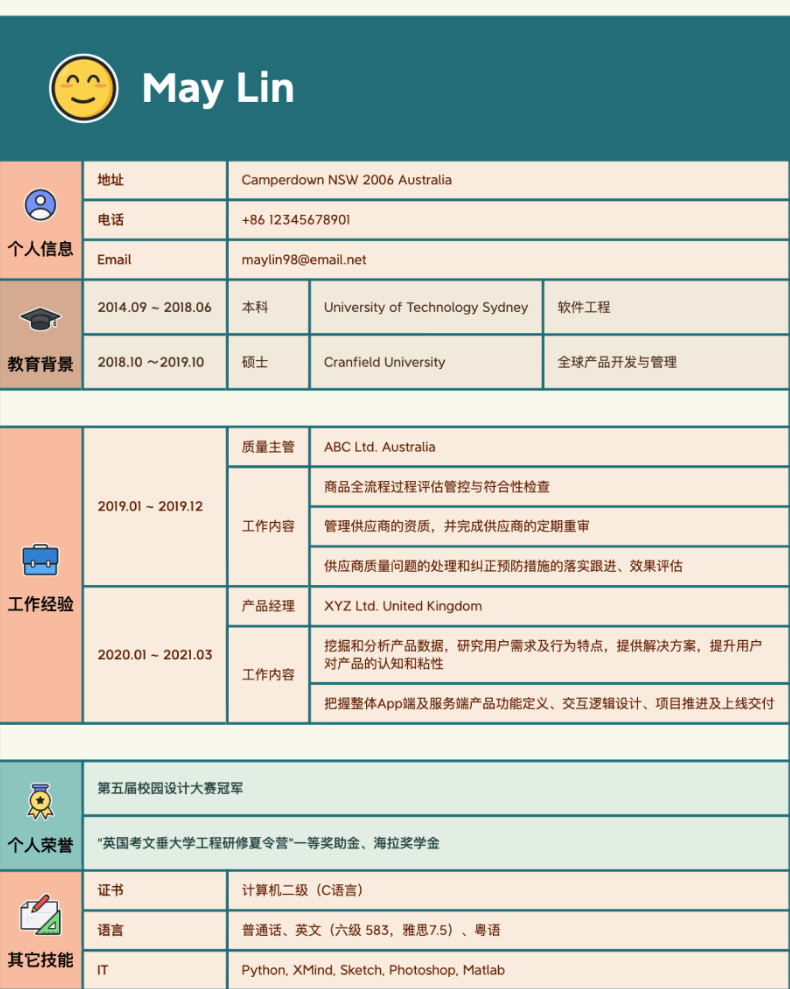 May Lin
个人信息
地址
Camperdown NSW 2006 Australia
电话
+86 12345678901
Email
maylin98@email.net
教育背景
2014.09 ~ 2018.06
本科
University of Technology Sydney
软件工程
2018.10 ～2019.10
硕士
Cranfield University
全球产品开发与管理
工作经验
2019.01 ~ 2019.12
质量主管
ABC Ltd. Australia
工作内容
商品全流程过程评估管控与符合性检查
管理供应商的资质，并完成供应商的定期重审
供应商质量问题的处理和纠正预防措施的落实跟进、效果评估
2020.01 ~ 2021.03
产品经理
XYZ Ltd. United Kingdom
工作内容
挖掘和分析产品数据，研究用户需求及行为特点，提供解决方案，提升用户
对产品的认知和粘性
把握整体App端及服务端产品功能定义、交互逻辑设计、项目推进及上线交付
个人荣誉
第五届校园设计大赛冠军
"英国考文垂大学工程研修夏令营"一等奖助金、海拉奖学金
其它技能
证书
计算机二级（C语言）
语言
普通话、英文（六级 583，雅思7.5）、粤语
IT
Python, XMind, Sketch, Photoshop, Matlab